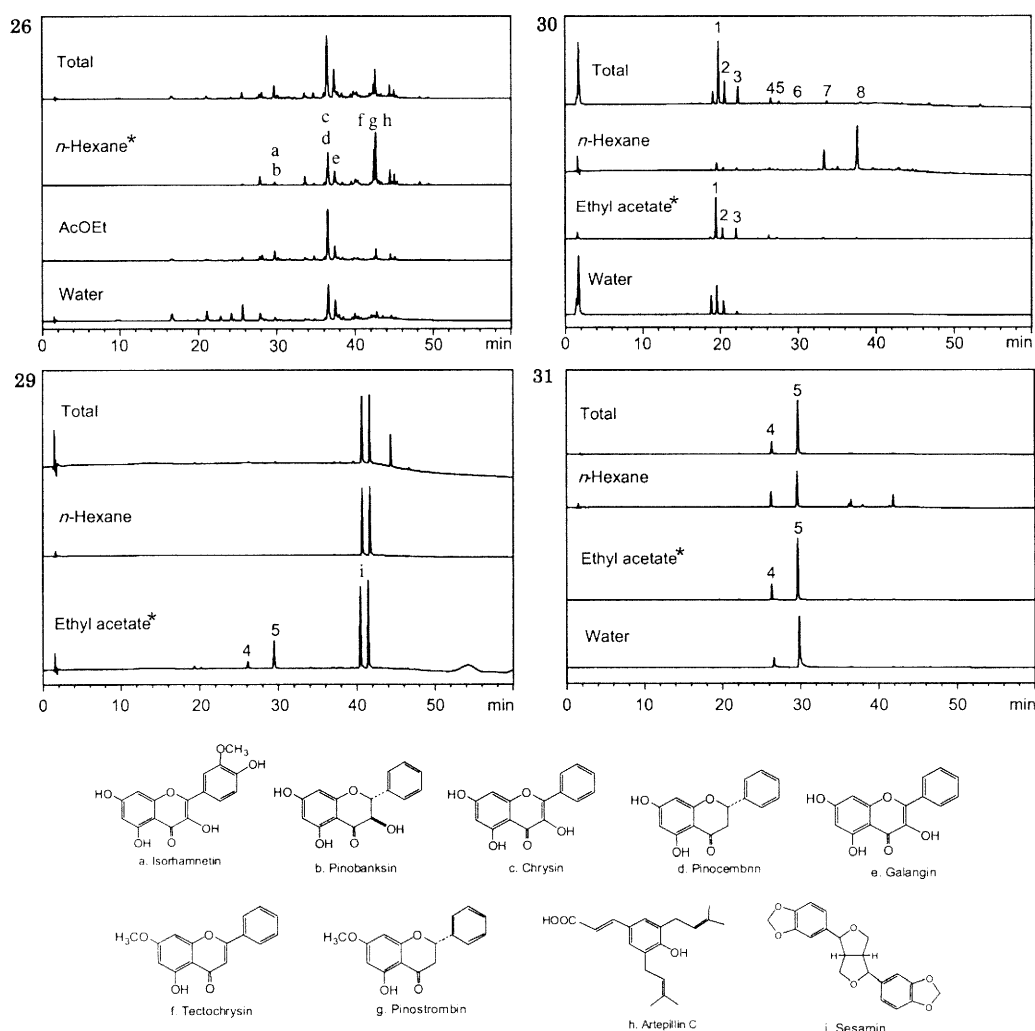 26
Total
n-Hexane*
a
b
c
d
e
f g h
AcOEt
Water
0 10 20 30 40 50 min
30
1
2
3
45
6
7
8
Total
n-Hexane
Ethyl acetate*
1
2
3
Water
0 10 20 30 40 50 min
29
Total
n-Hexane
i
Ethyl acetate*
4
5
0 10 20 30 40 50 min
31
Total
4
5
n-Hexane
Ethyl acetate*
4
5
Water
0 10 20 30 40 50 min
OCH3
OH
HO
OH
OH O
a. Isorhamnetin
HO
O
OH
OH O
b. Pinobanksin
HO
O
OH
OH O
c. Chrysin
HO
O
OH O
d. Pinocembnn
HO
O
OH
OH O
e. Galangin
H3CO
O
OH O
f. Tectochrysin
H3CO
O
OH O
g. Pinostrombin
HOOC
OH
h. Artepillin C
O
O
O
H H
O
O
O
i. Sesamin